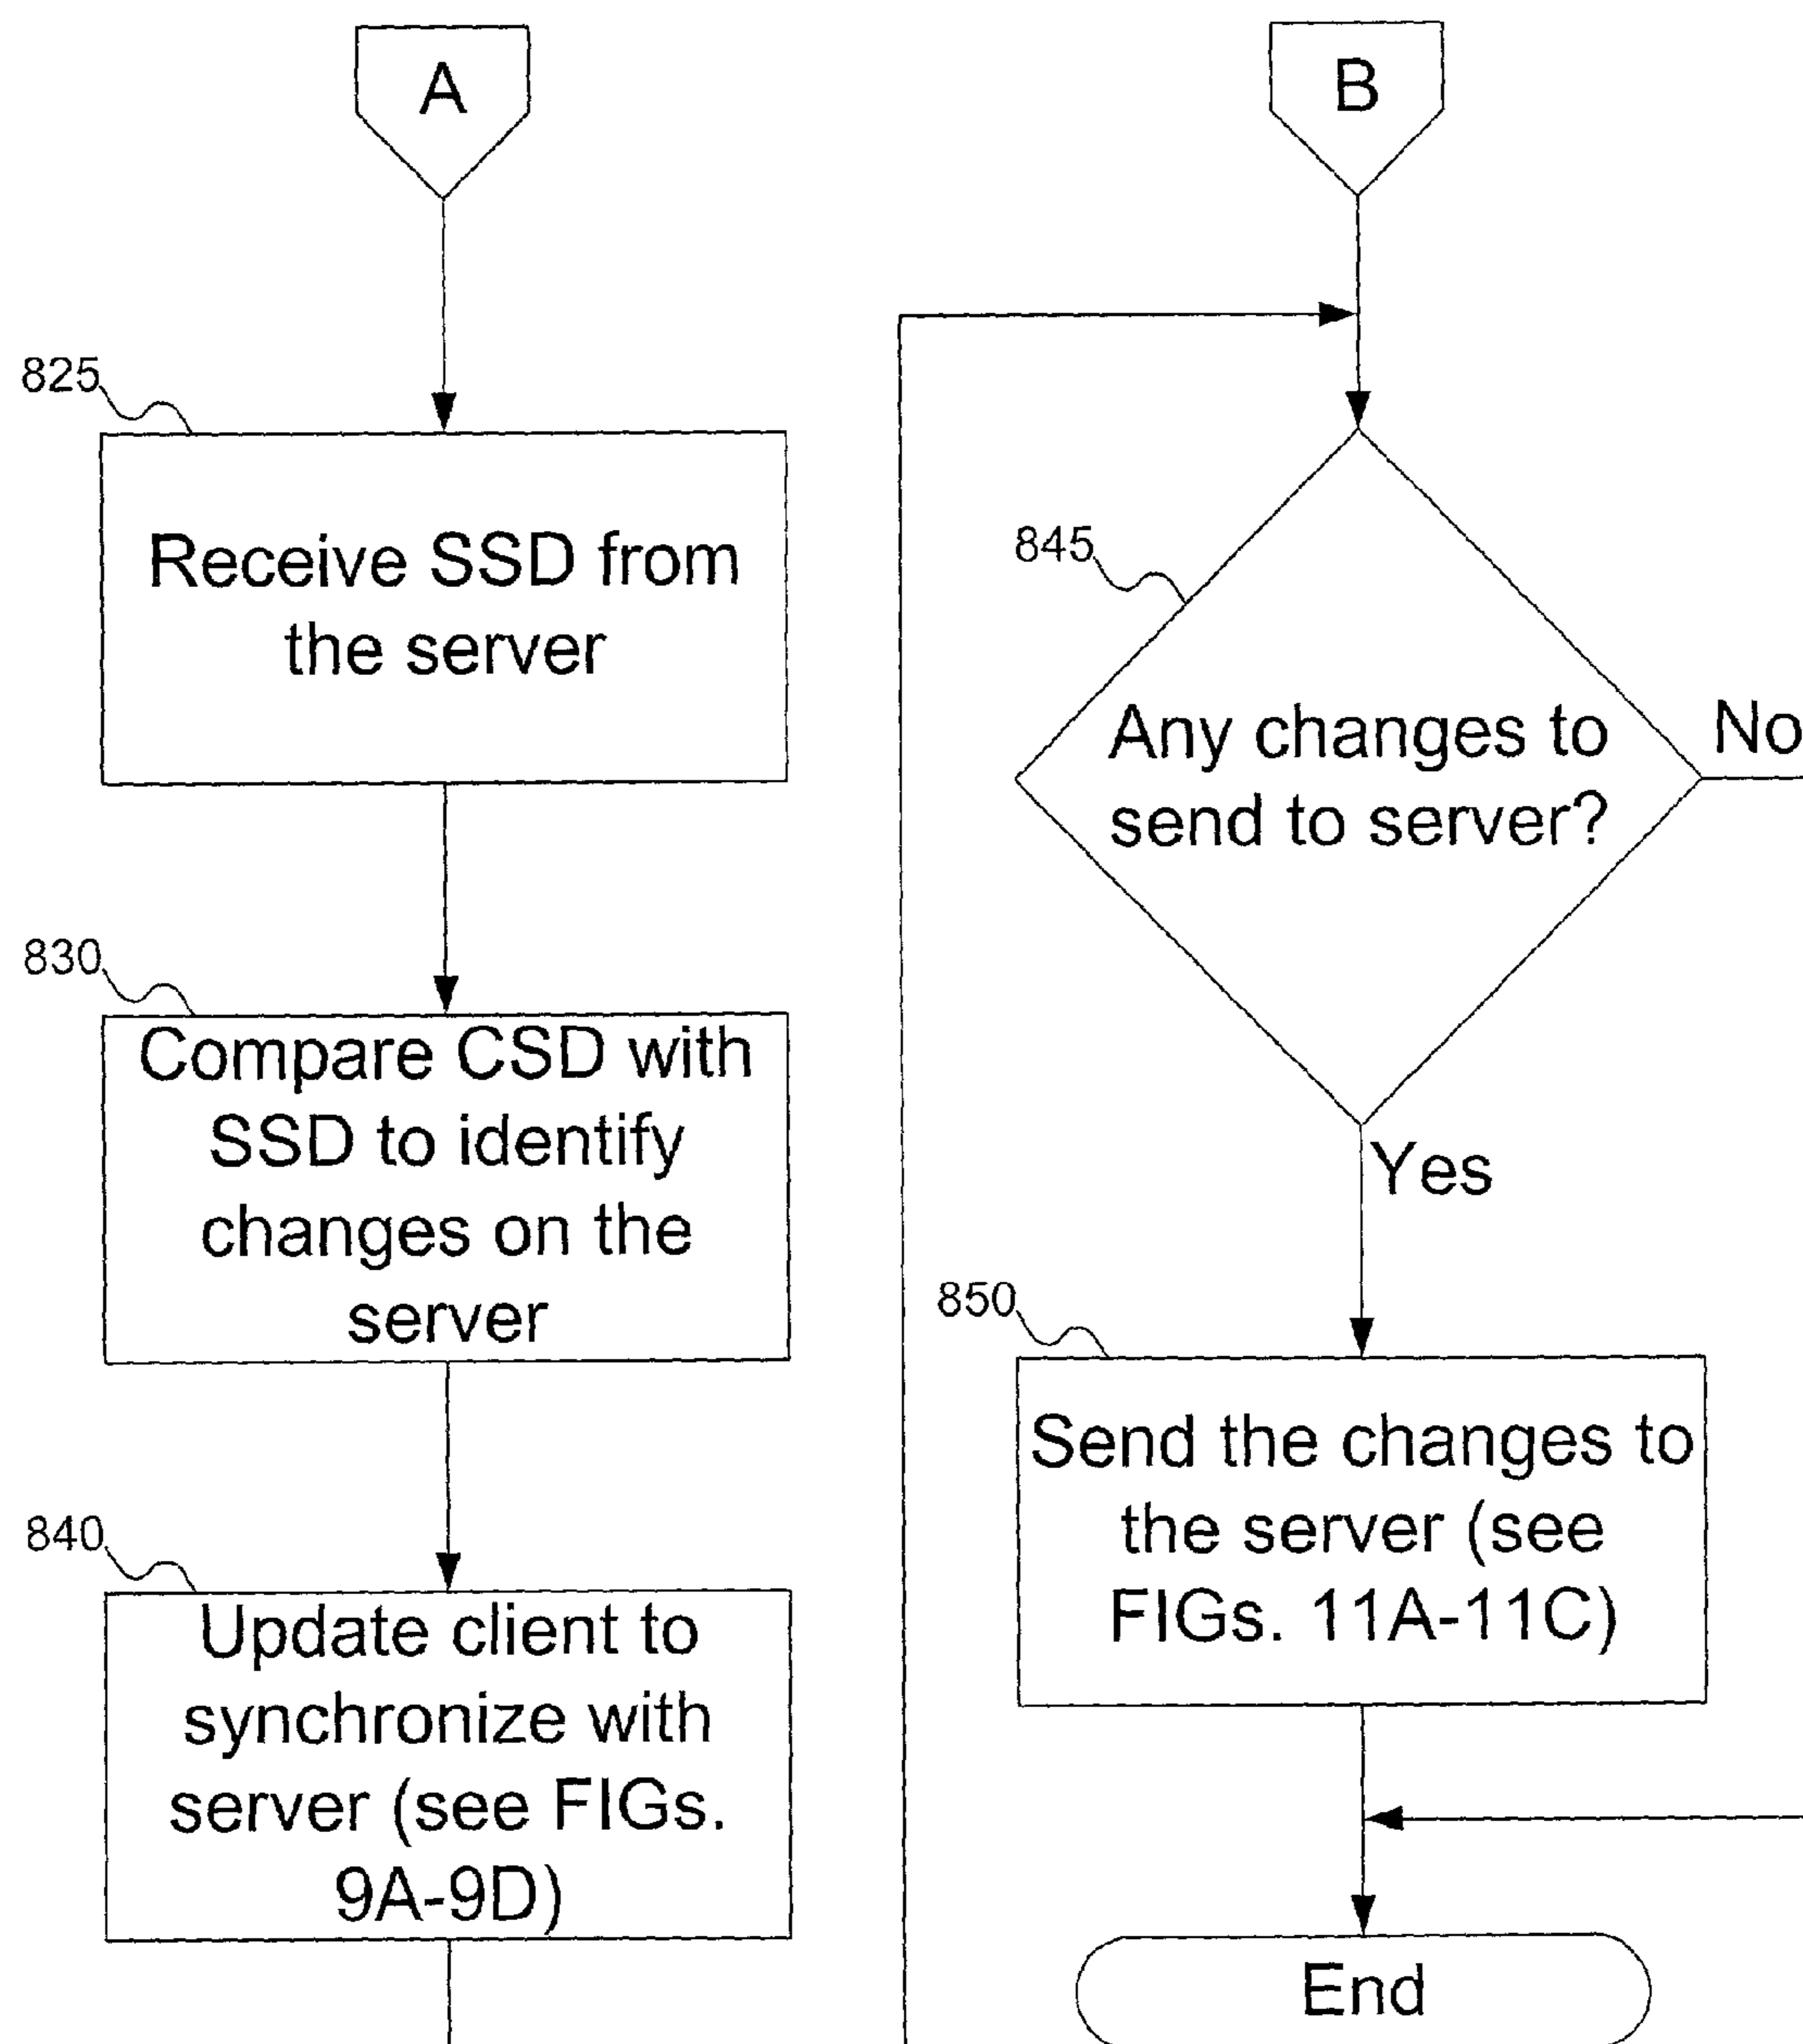 A
825
Receive SSD from
the server
830
Compare CSD with
SSD to identify
changes on the
server
840
Update client to
synchronize with
server (see FIGs.
9A-9D)
B
845
Any changes to
send to server?
No
Yes
850
Send the changes to
the server (see
FIGs. 11A-11C)
End